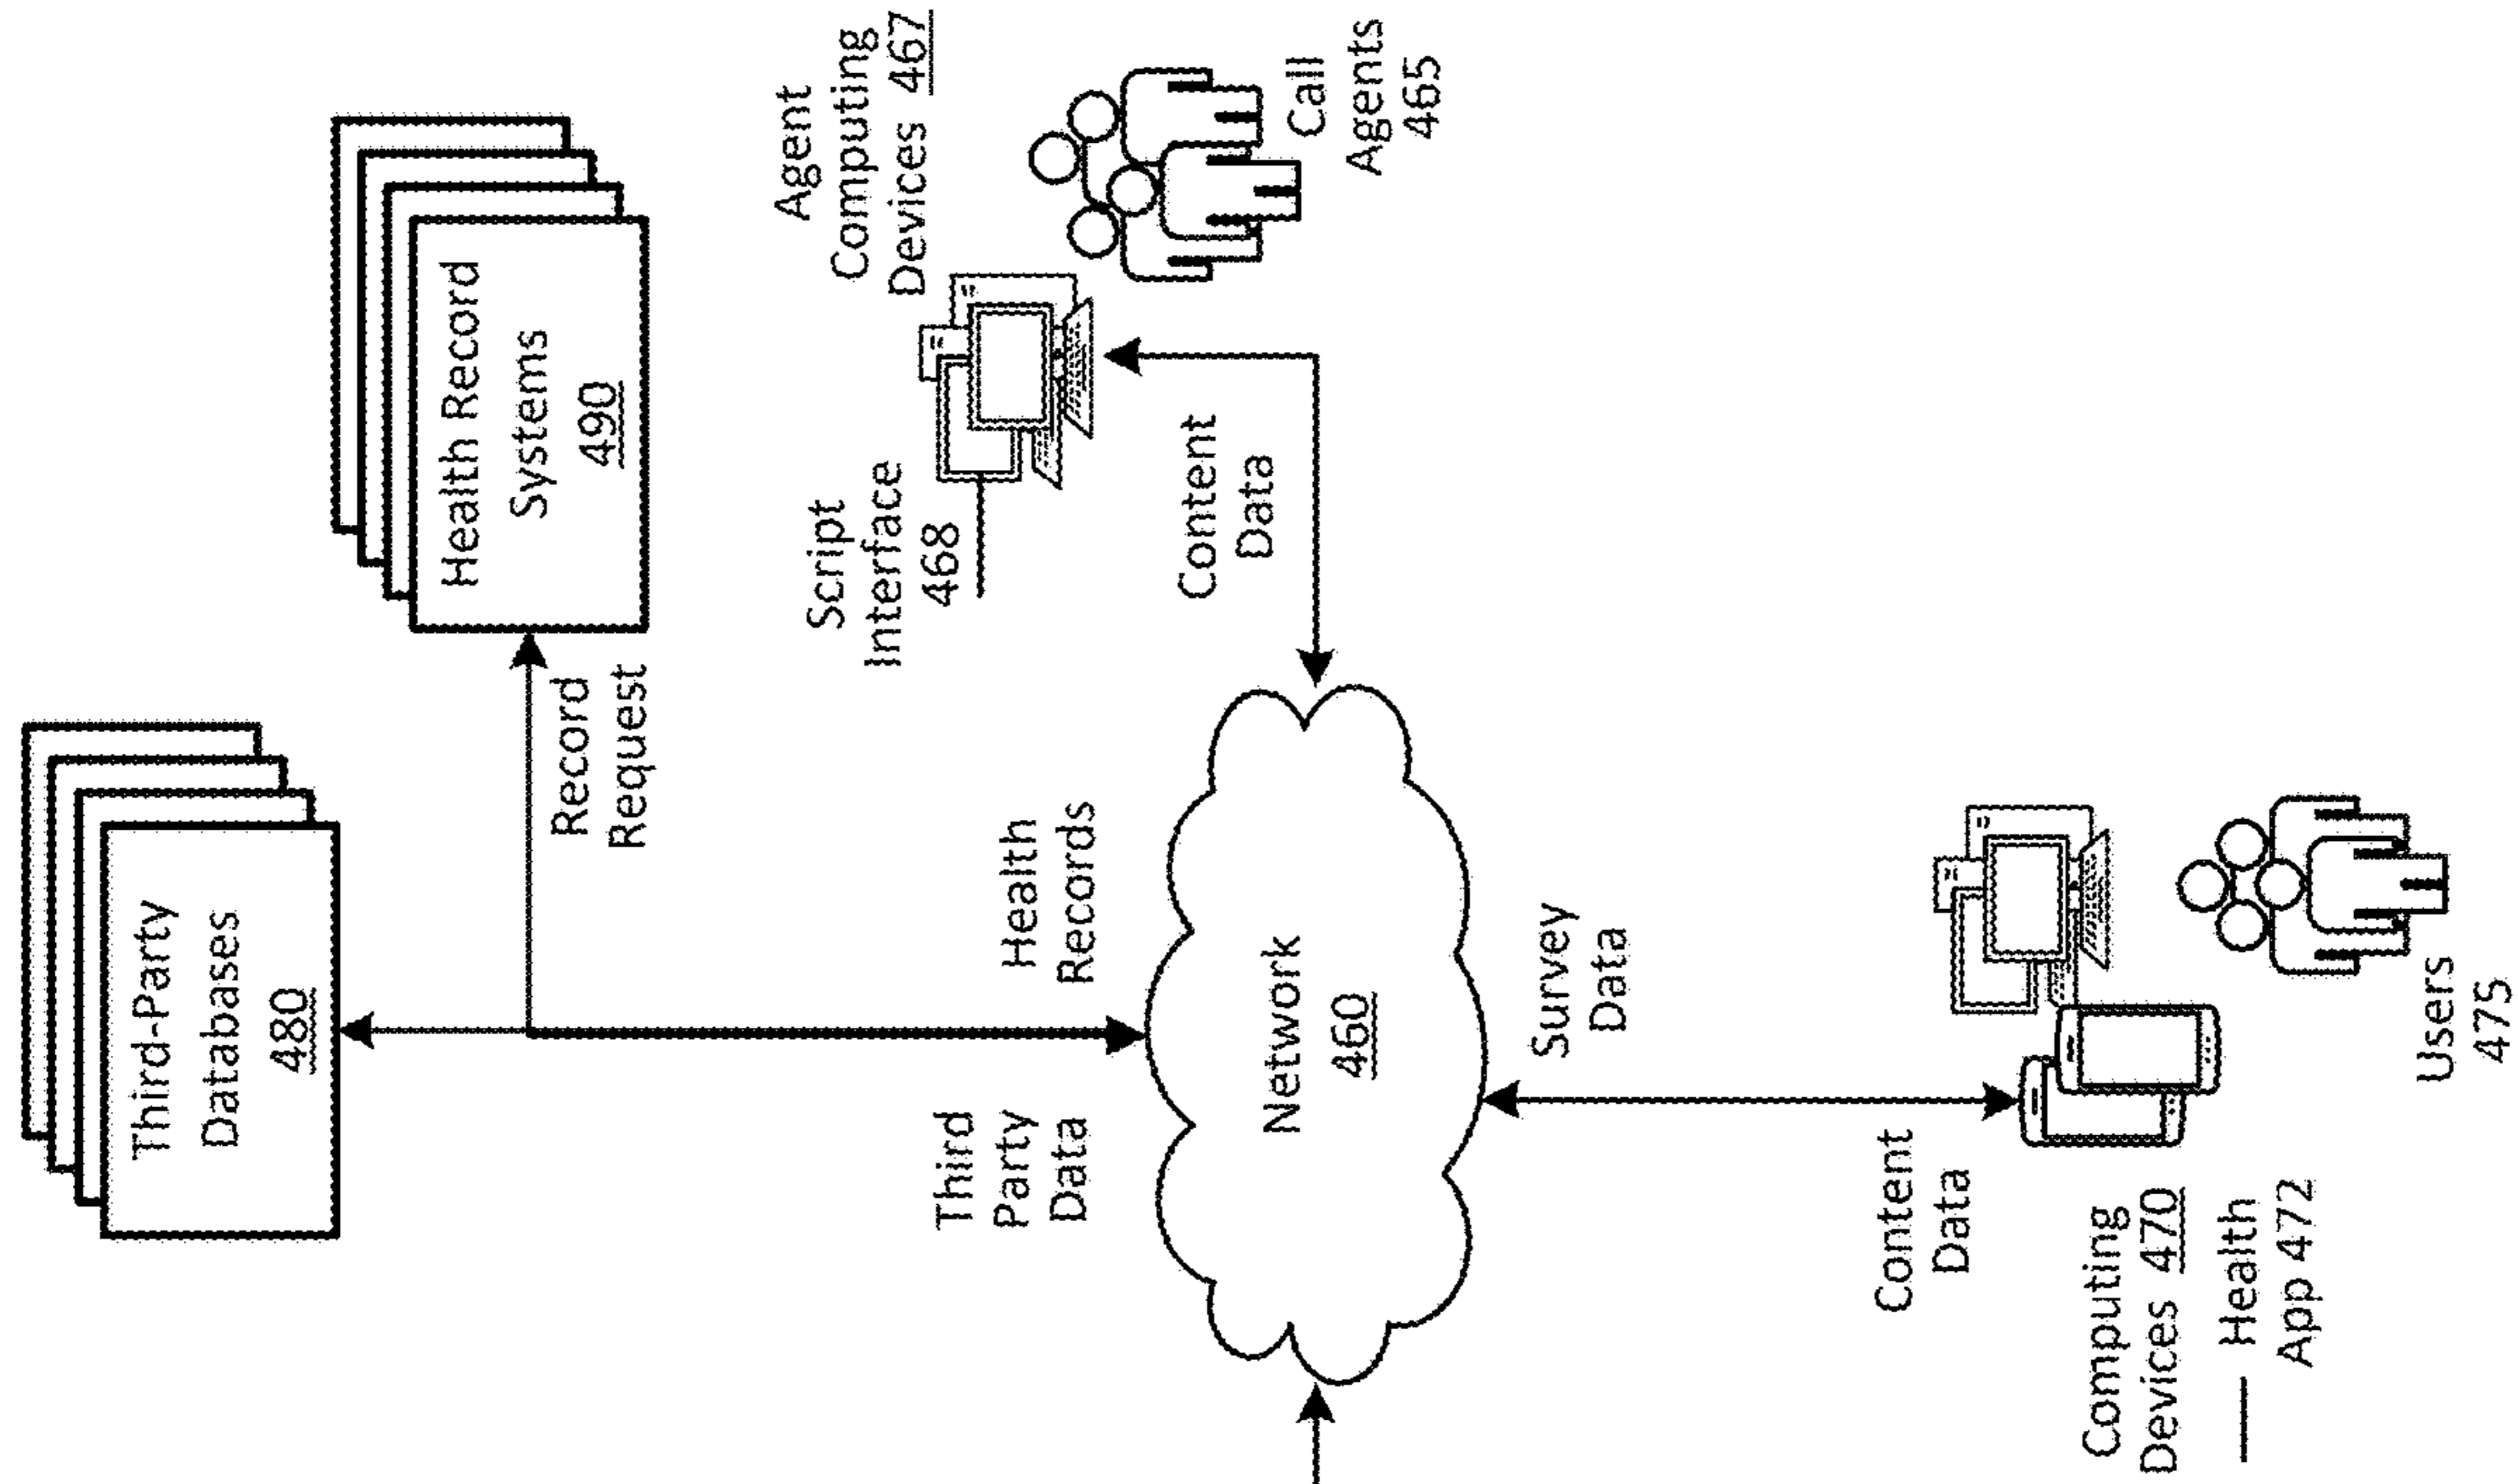 Third-Party
Databases
480
Health Record
Systems
490
Record
Request
Third
Party
Data
Health
Records
Script
Interface
468
Agent
Computing
Devices 467
Call
Agents
465
Content
Data
Network
460
Survey
Data
Content
Data
Computing
Devices 470
Health
App 472
Users
475